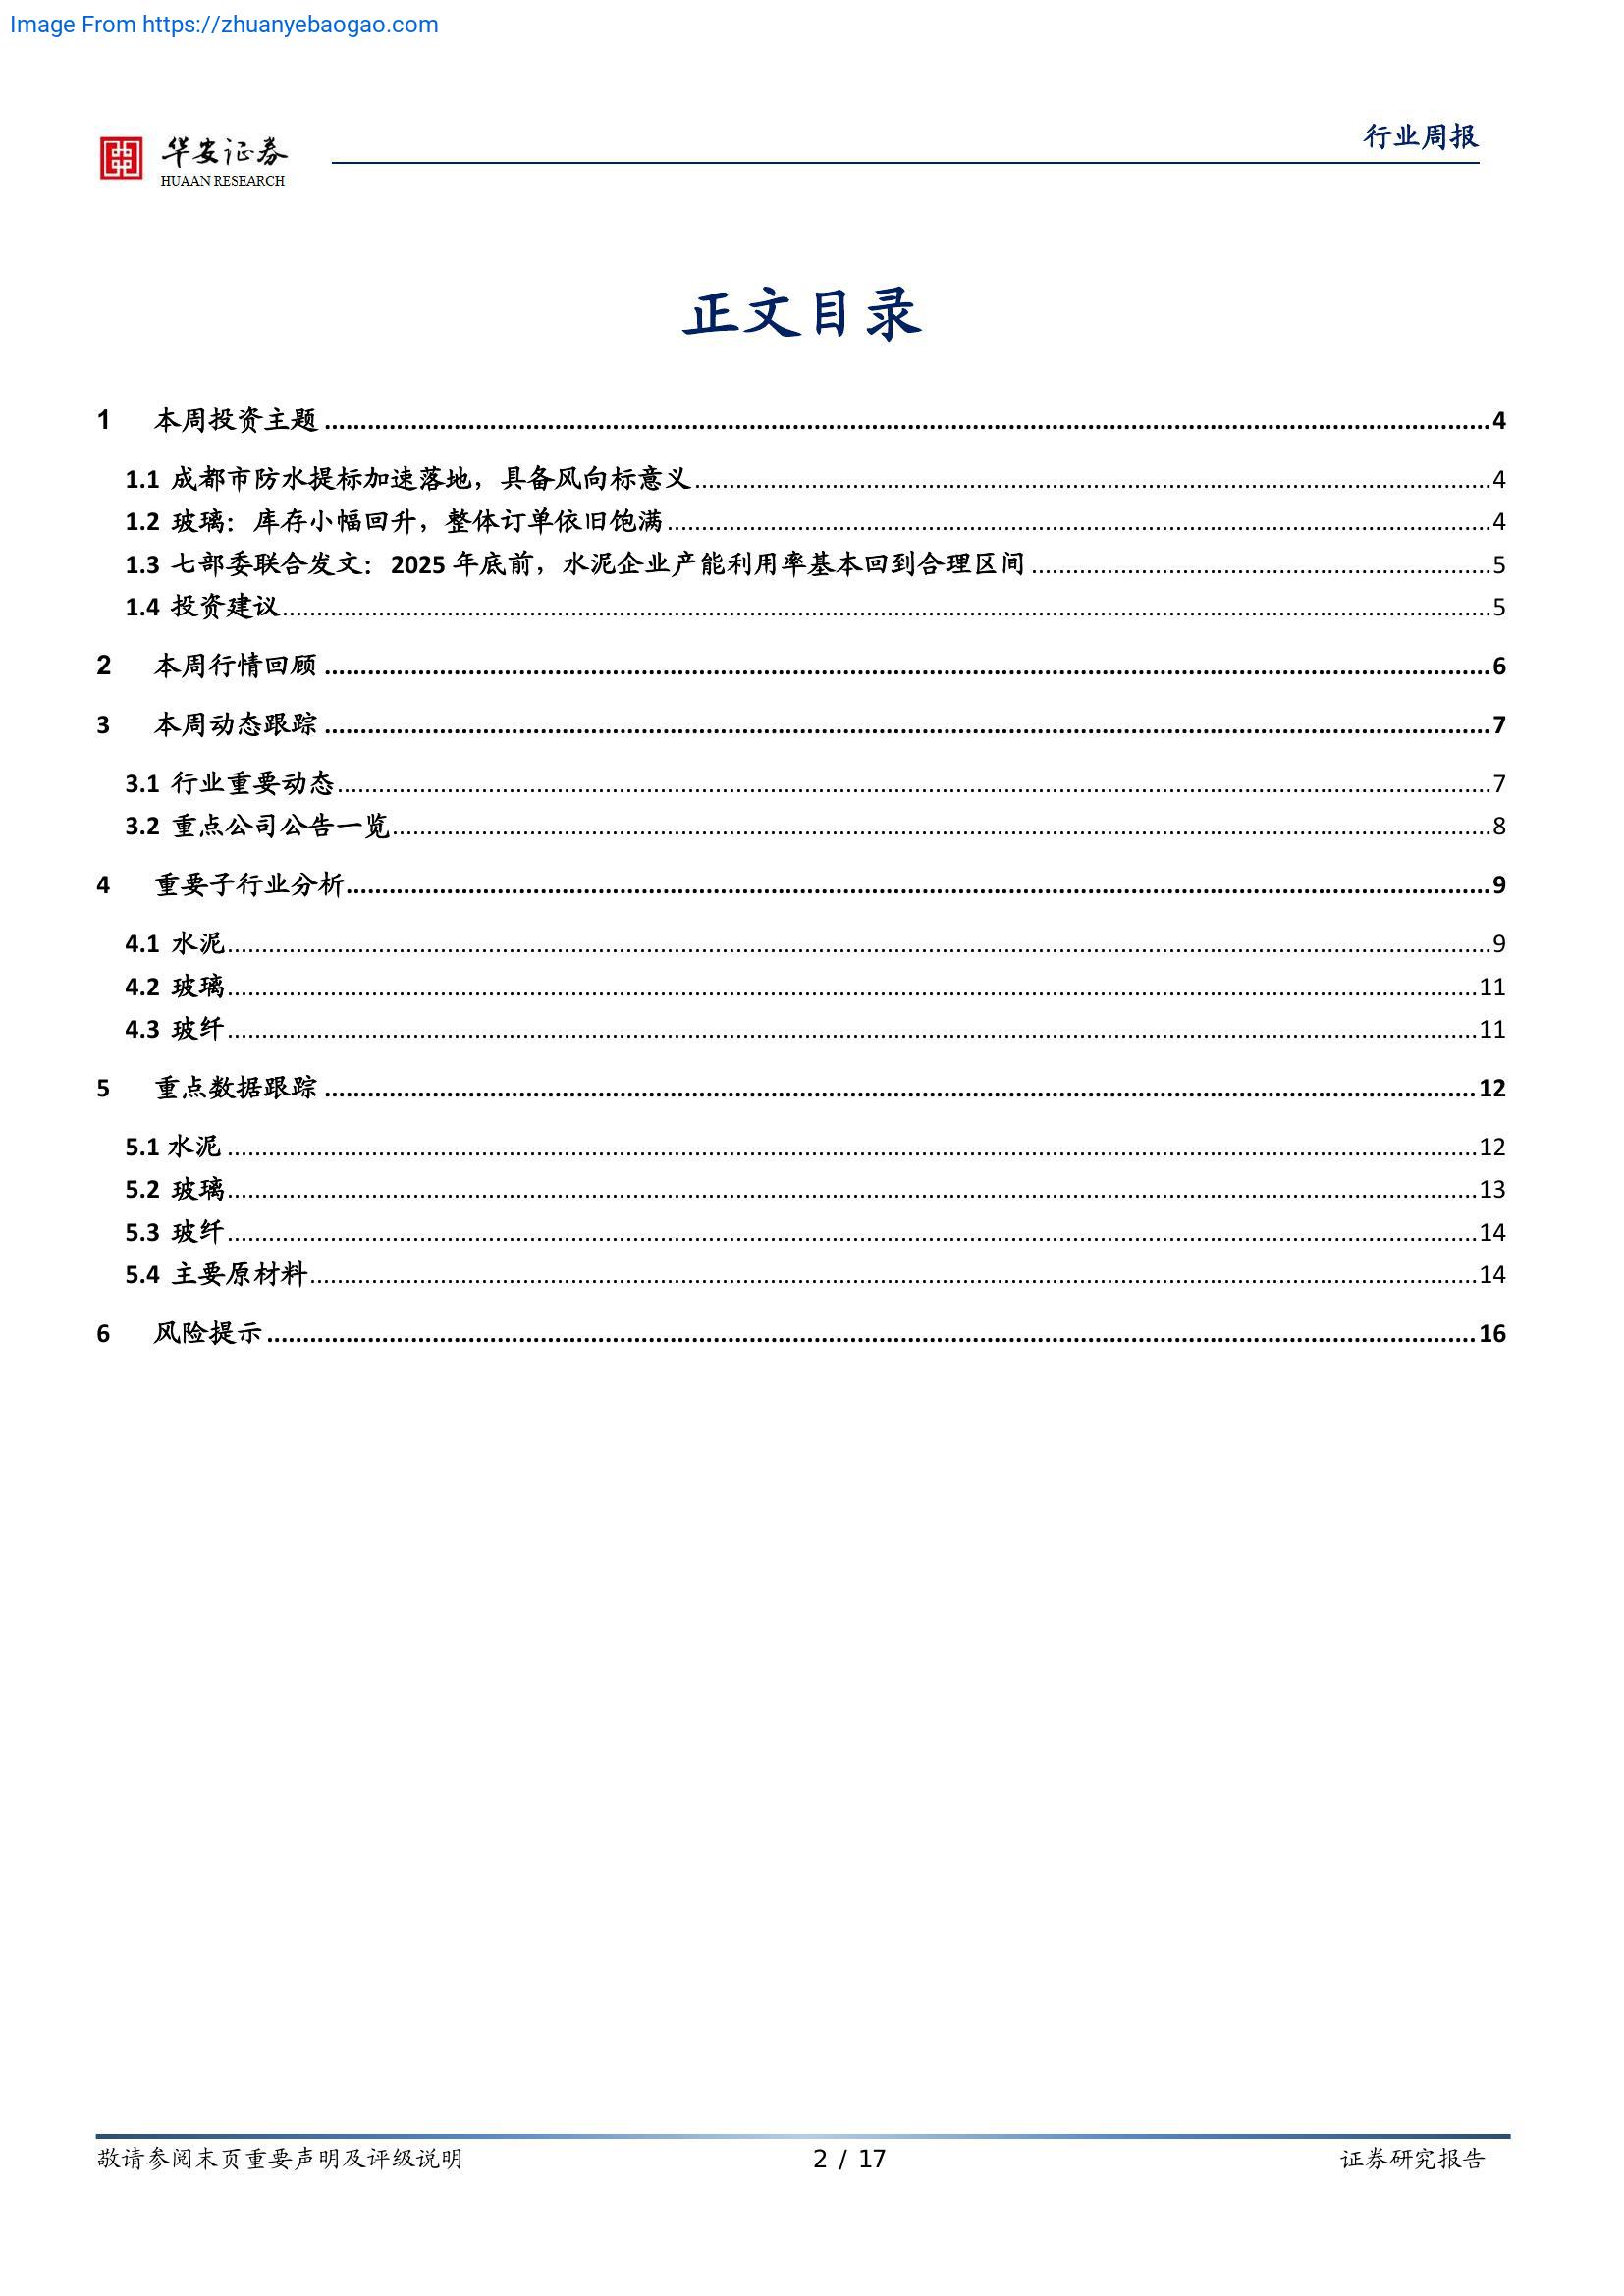 Image From https://zhuanyebaogao.com
行业周报
华安证券
HUAAN RESEARCH
正文目录
1 本周投资主题 4
1.1 成都市防水提标加速落地，具备风向标意义 4
1.2 玻璃：库存小幅回升，整体订单依旧饱满 4
1.3 七部委联合发文：2025 年底前，水泥企业产能利用率基本回到合理区间 5
1.4 投资建议 5
2 本周行情回顾 6
3 本周动态跟踪 7
3.1 行业重要动态 7
3.2 重点公司公告一览 8
4 重要子行业分析 9
4.1 水泥 9
4.2 玻璃 11
4.3 玻纤 11
5 重点数据跟踪 12
5.1 水泥 12
5.2 玻璃 13
5.3 玻纤 14
5.4 主要原材料 14
6 风险提示 16
敬请参阅末页重要声明及评级说明 2 / 17 证券研究报告